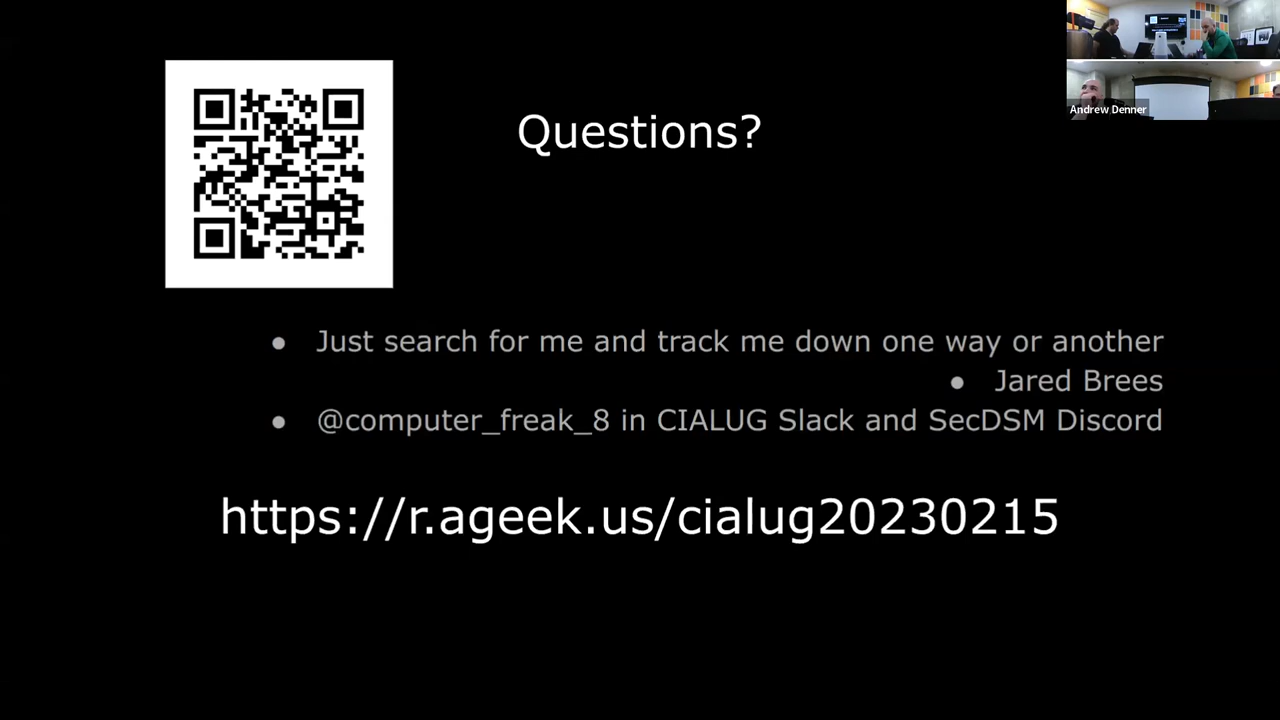 Andrew Denner
Questions?
Just search for me and track me down one way or another
Jared Brees
@computer_freak_8 in CIALUG Slack and SecDSM Discord
https://r.ageek.us/cialug20230215